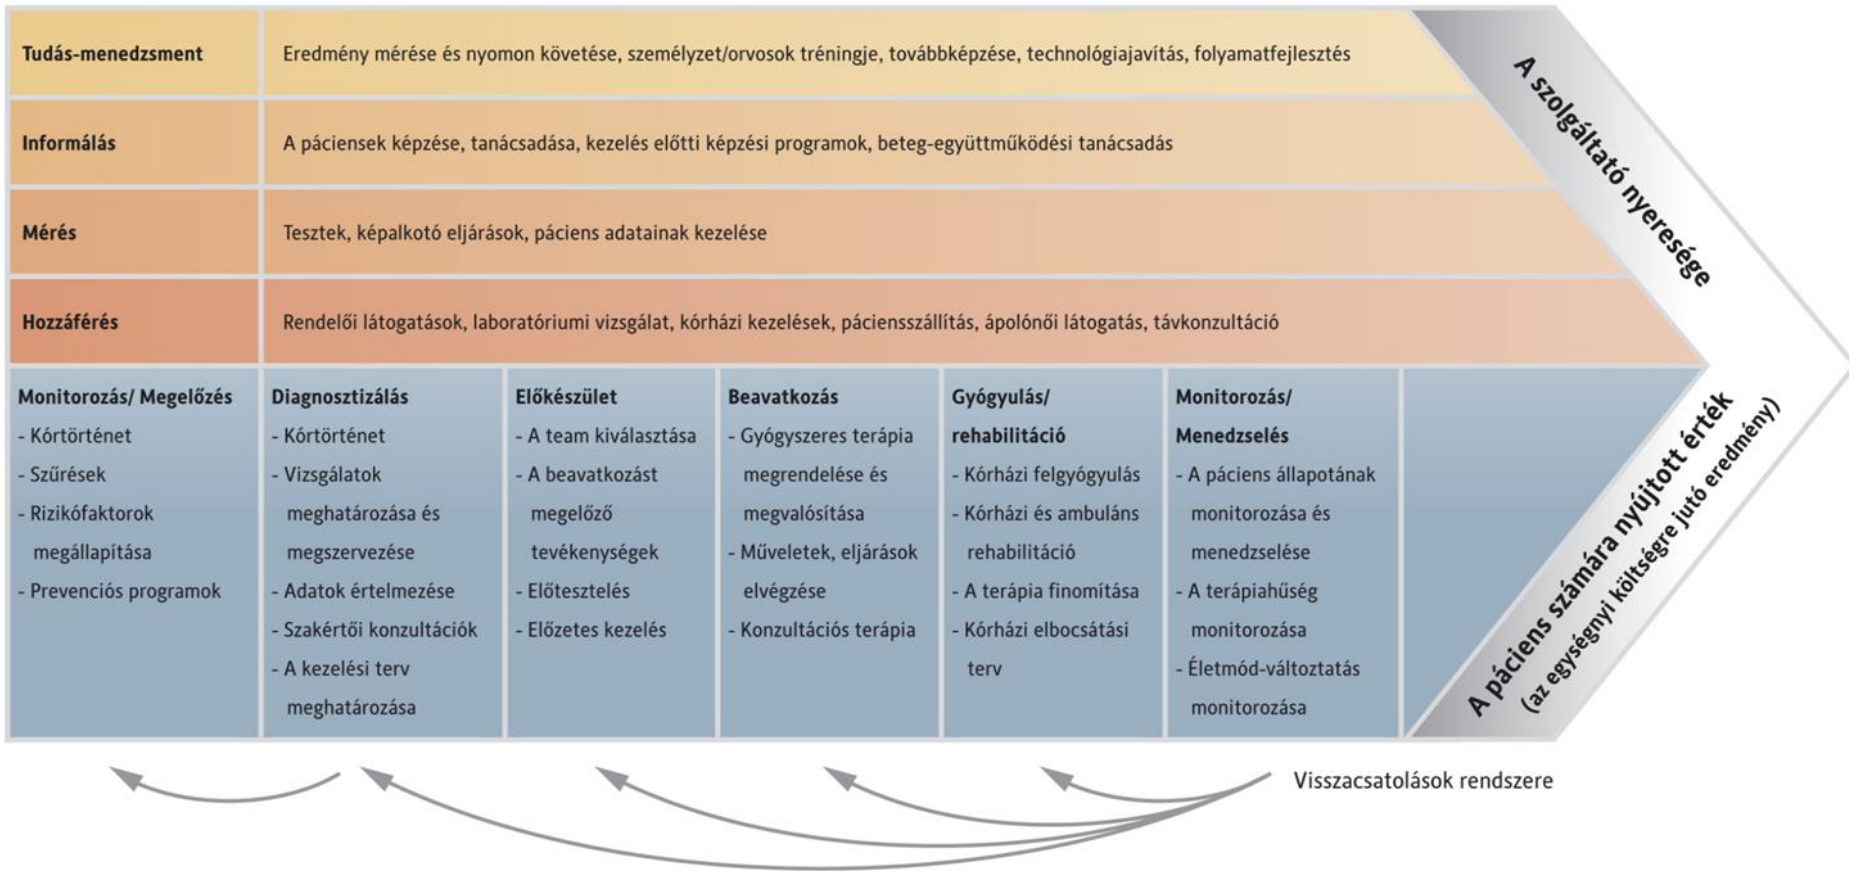 Tudás-menedzsment
Eredmény mérése és nyomon követése, személyzet/orvosok tréningje, továbbképzése, technológiajavítás, folyamatfejlesztés
Informálás
A páciensek képzése, tanácsadása, kezelés előtti képzési programok, beteg-együttműködési tanácsadás
Mérés
Tesztek, képalkotó eljárások, páciens adatainak kezelése
Hozzáférés
Rendelői látogatások, laboratóriumi vizsgálat, kórházi kezelések, páciensszállítás, ápolónői látogatás, távkonzultáció
A szolgáltató nyeresége
Monitorozás/ Megelőzés
- Kórtörténet
- Szűrések
- Rizikófaktorok
megállapítása
- Prevenciós programok
Diagnosztizálás
- Kórtörténet
- Vizsgálatok
meghatározása és
megszervezése
- Adatok értelmezése
- Szakértői konzultációk
- A kezelési terv
meghatározása
Előkészület
- A team kiválasztása
- A beavatkozást
megelőző
tevékenységek
- Előtesztelés
- Előzetes kezelés
Beavatkozás
- Gyógyszeres terápia
megrendelése és
megvalósítása
- Műveletek, eljárások
elvégzése
- Konzultációs terápia
Gyógyulás/
rehabilitáció
- Kórházi felgyógyulás
- Kórházi és ambuláns
rehabilitáció
- A terápia finomítása
- Kórházi elbocsátási
terv
Monitorozás/
Menedzselés
- A páciens állapotának
monitorozása és
menedzselése
- A terápiahűség
monitorozása
- Életmód-változtatás
monitorozása
A páciens számára nyújtott érték
(az egységnyi költségre jutó eredmény)
Visszacsatolások rendszere